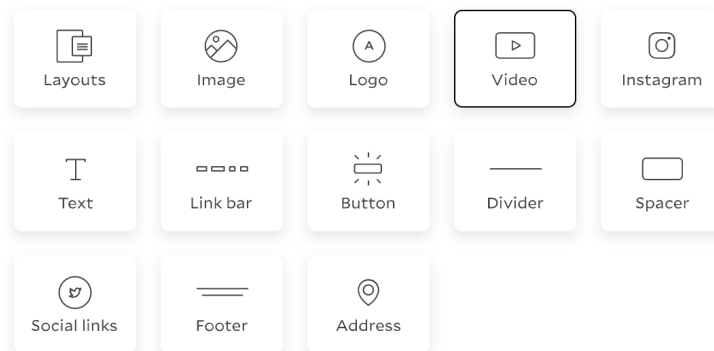 Layouts
Image
A
Logo
Video
Instagram
Text
Link bar
Button
Divider
Spacer
Social links
Footer
Address